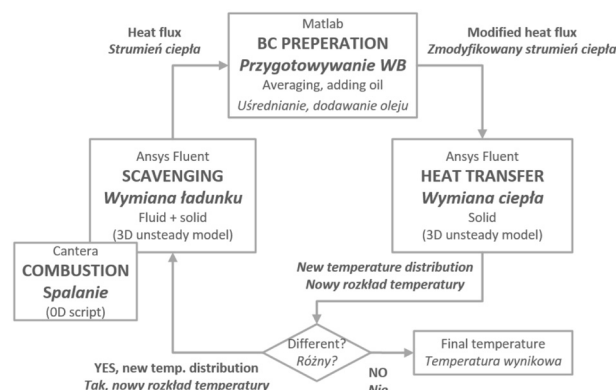 Matlab
BC PREPERATION
Przygotowywanie WB
Averaging, adding oil
Uśrednianie, dodawanie oleju
Heat flux
Strumień ciepła
Modified heat flux
Zmodyfikowany strumień ciepła
Ansys Fluent
SCAVENGING
Wymiana ładunku
Fluid + solid
(3D unsteady model)
Ansys Fluent
HEAT TRANSFER
Wymiana ciepła
Solid
(3D unsteady model)
Cantera
COMBUSTION
Spalanie
(0D script)
New temperature distribution
Nowy rozkład temperatury
Different?
Różny?
Final temperature
Temperatura wynikowa
YES, new temp. distribution
Tak, nowy rozkład temperatury
NO
Nie